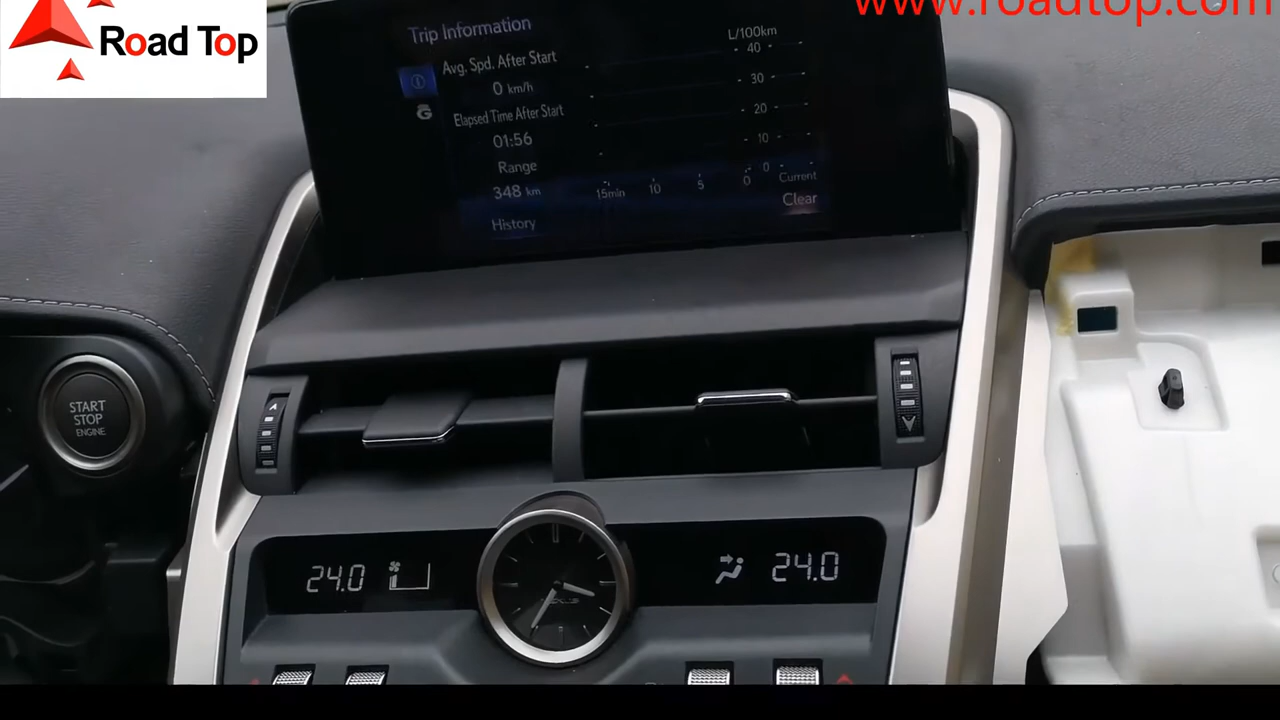 Road Top
www.roadtop.com
Trip Information
Avg. Spd. After Start
0 km/h
Elapsed Time After Start
01:56
Range
348 km
History
L/100km
40
30
20
10
0
15min 10 5 0
Current
Clear
START
STOP
ENGINE
24.0
24.0